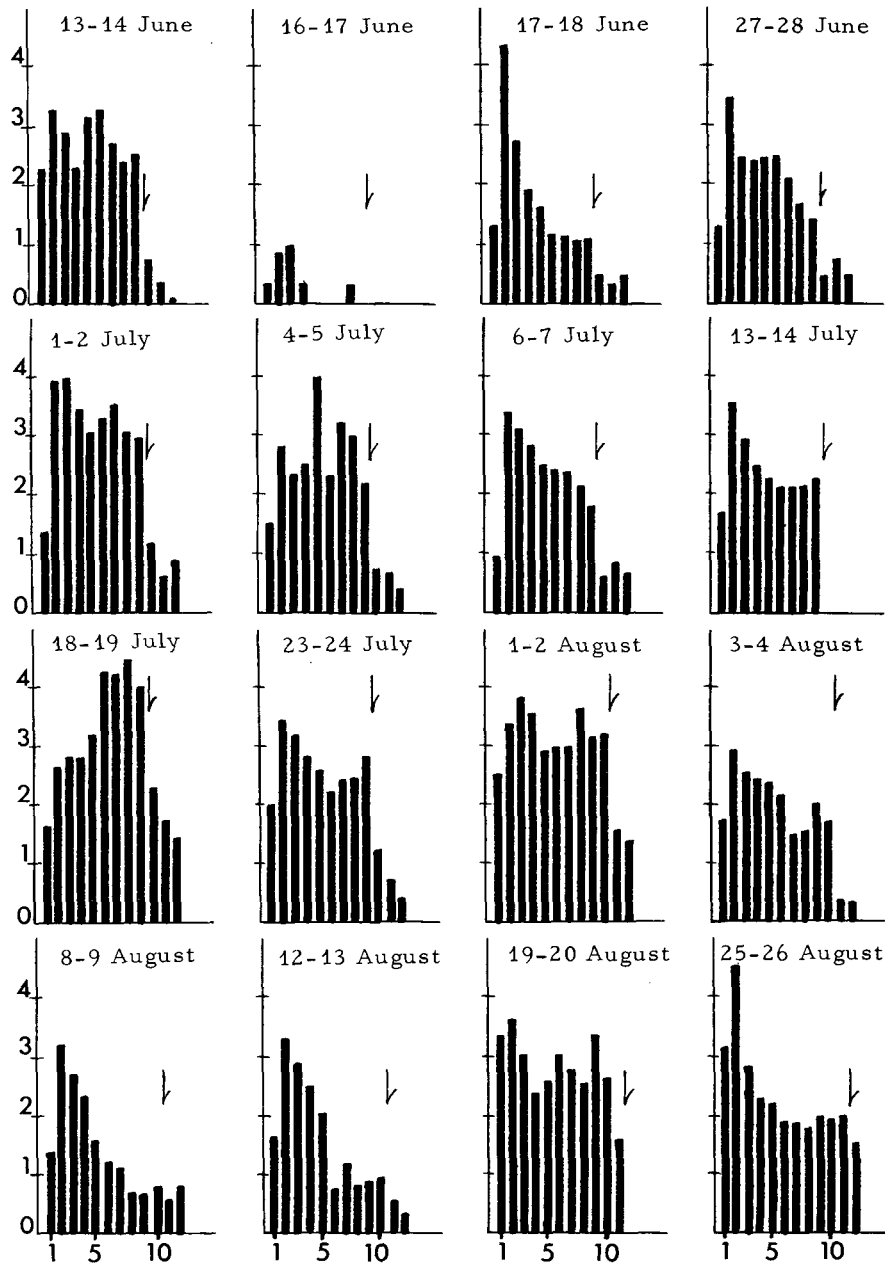 13-14 June
16-17 June
17-18 June
27-28 June
4
3
2
1
0
1-2 July
4-5 July
6-7 July
13-14 July
4
3
2
1
0
18-19 July
23-24 July
1-2 August
3-4 August
4
3
2
1
0
8-9 August
12-13 August
19-20 August
25-26 August
4
3
2
1
0
1 5 10
1 5 10
1 5 10
1 5 10